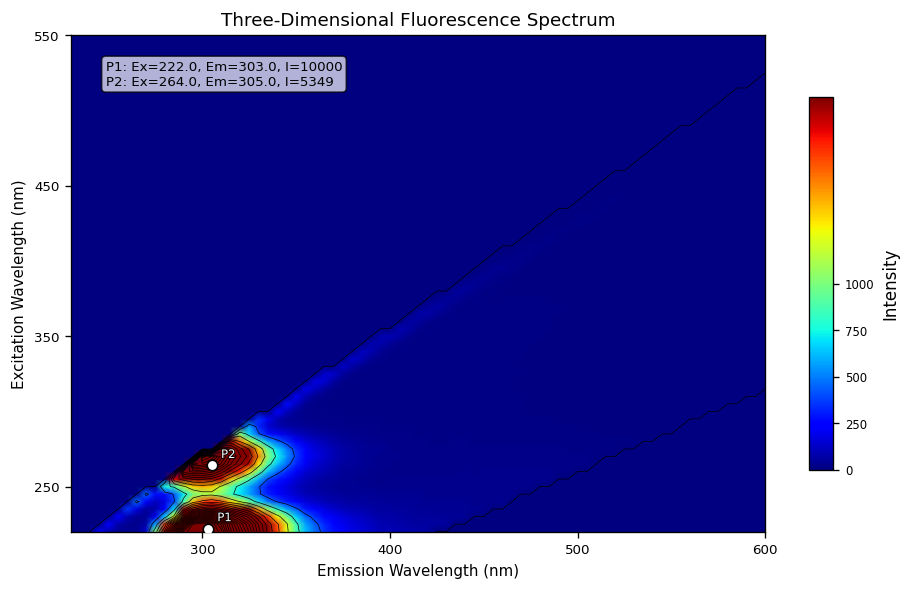 Three-Dimensional Fluorescence Spectrum
550
450
350
250
Excitation Wavelength (nm)
P1: Ex=222.0, Em=303.0, I=10000
P2: Ex=264.0, Em=305.0, I=5349
P2
P1
300
400
500
600
Emission Wavelength (nm)
1000
750
500
250
0
Intensity